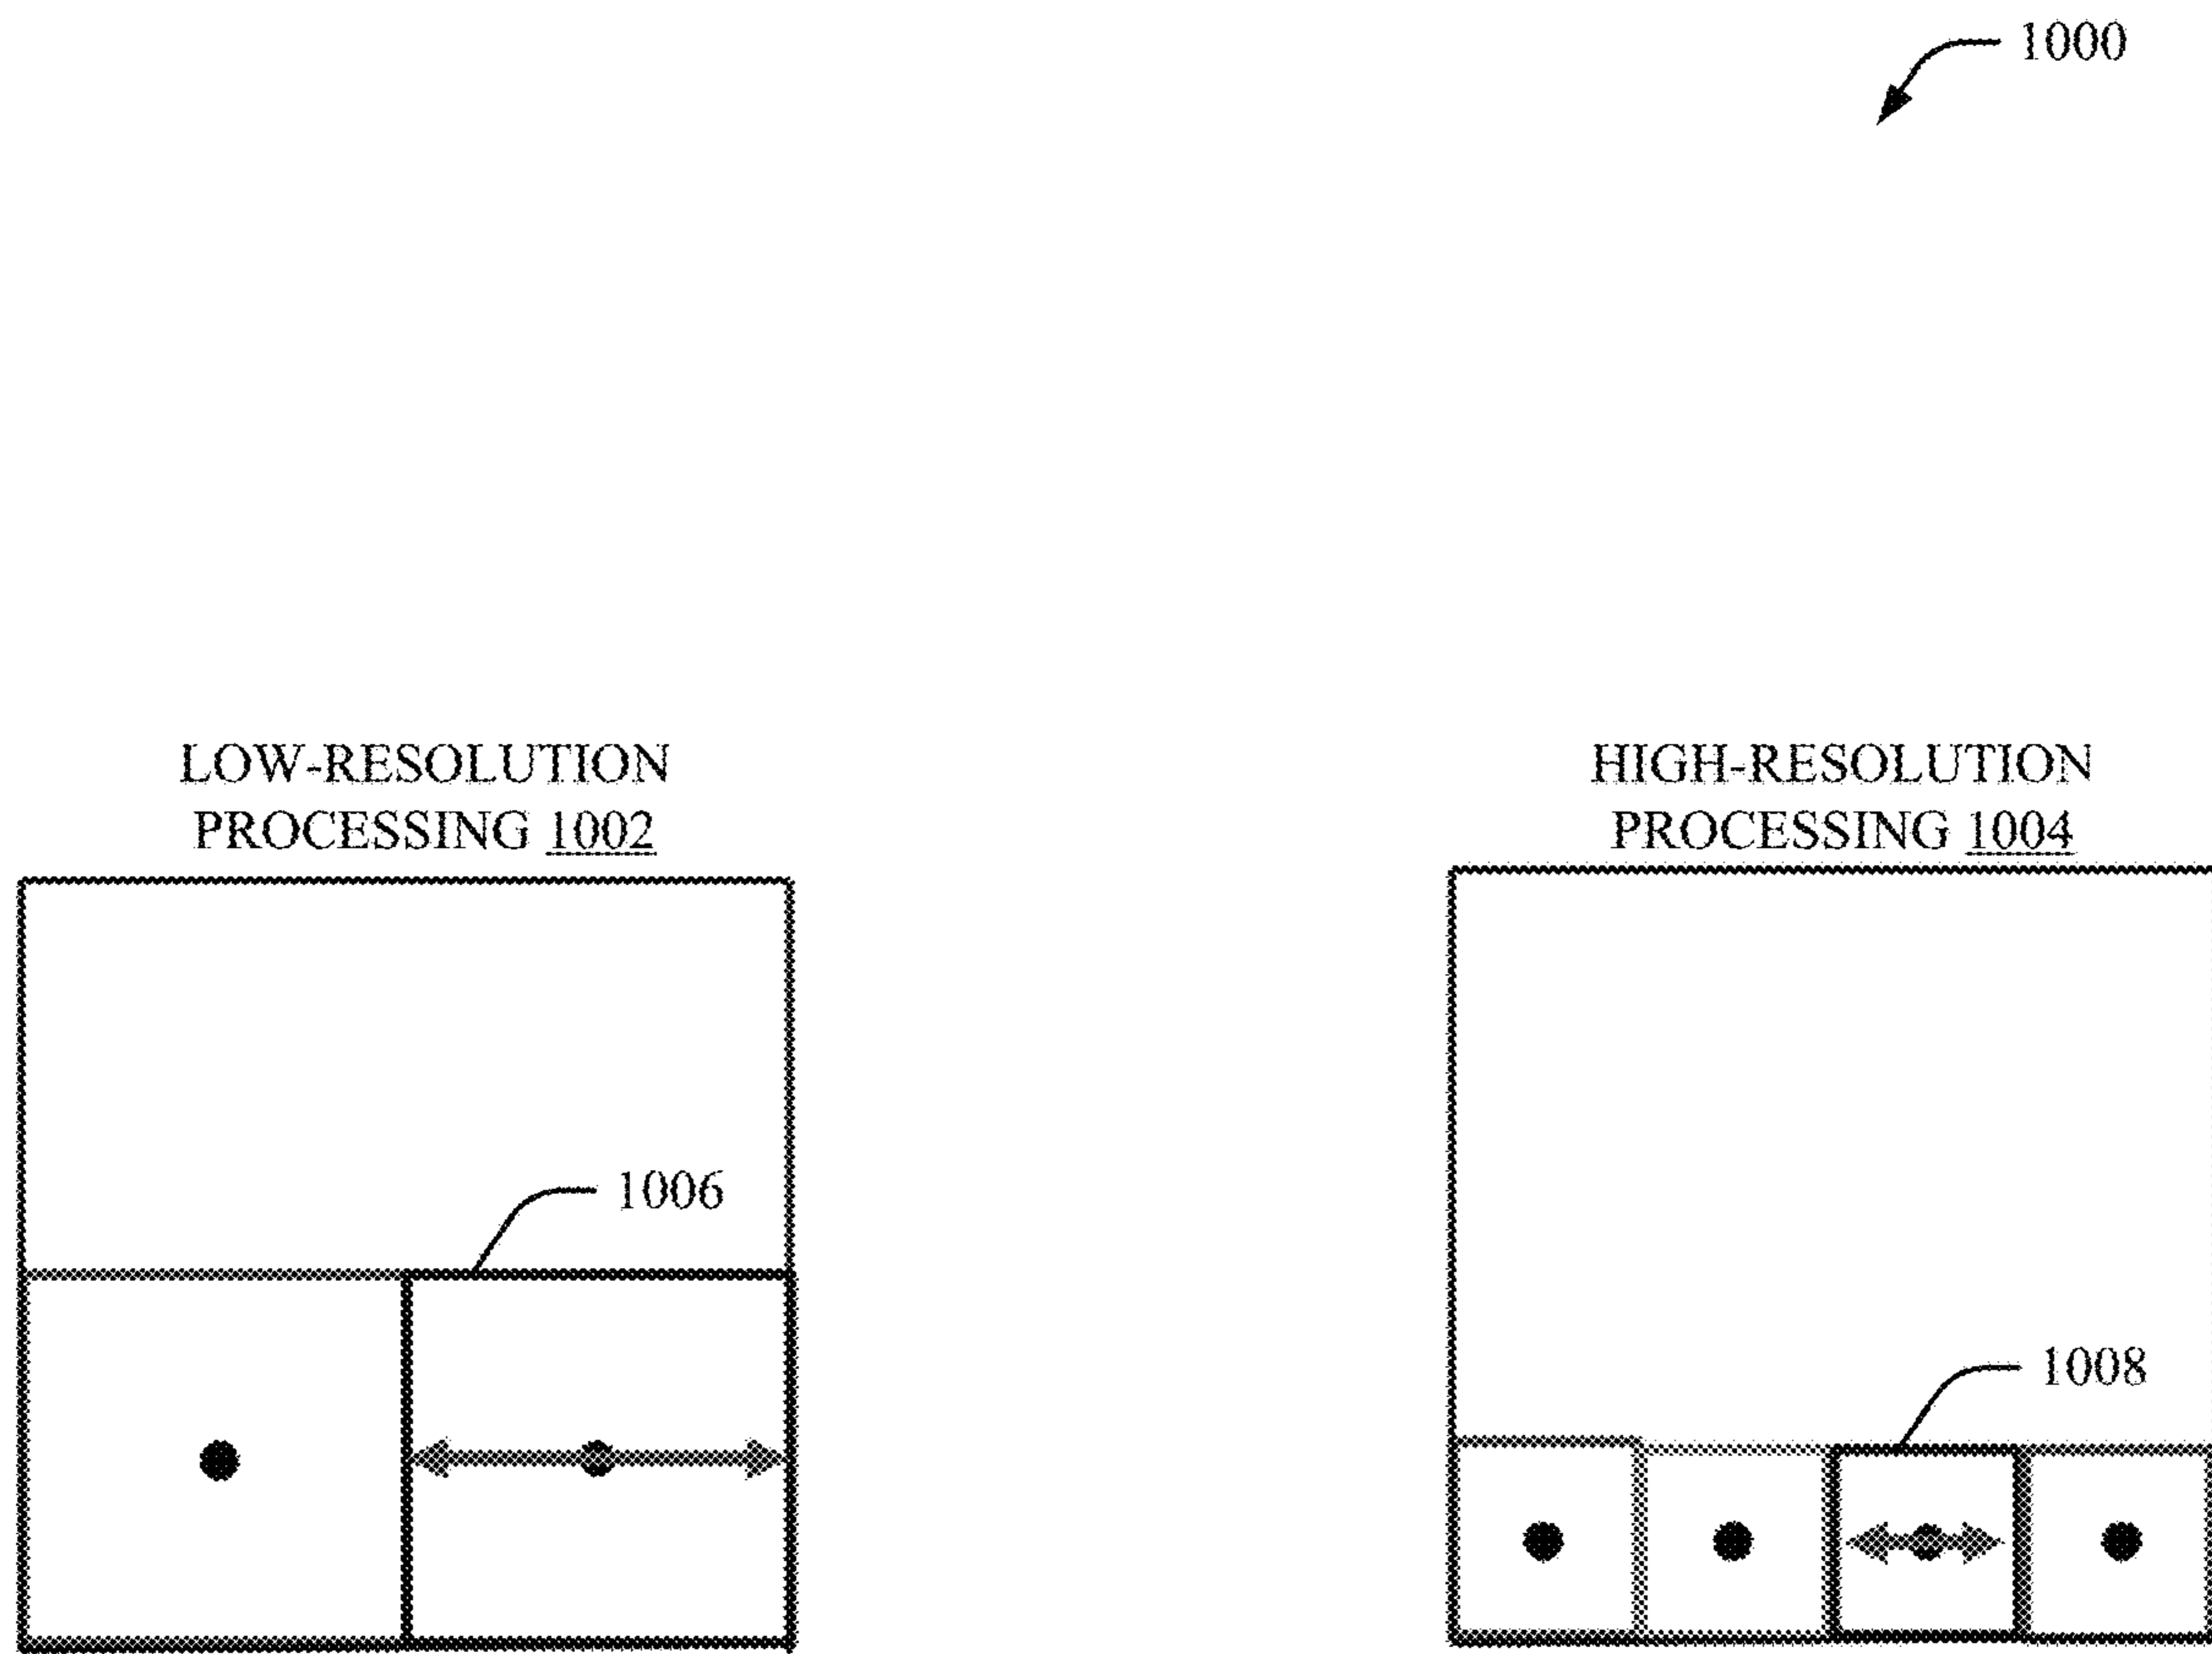 1000
LOW-RESOLUTION
PROCESSING 1002
HIGH-RESOLUTION
PROCESSING 1004
1006
1008